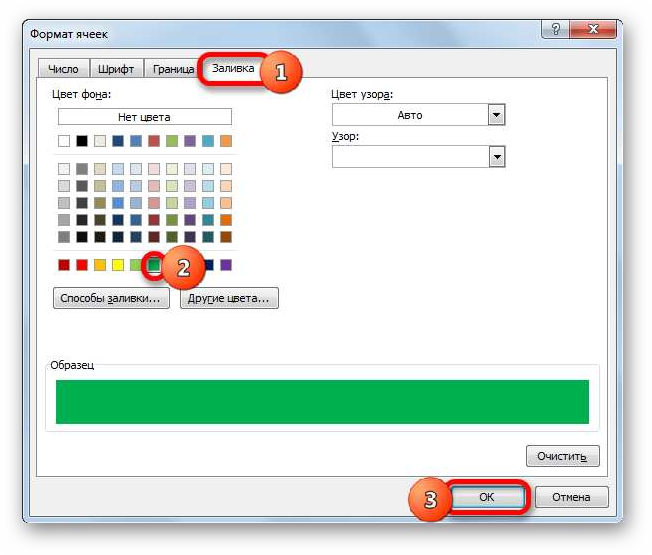 Формат ячеек
Число Шрифт Граница Заливка 1
Цвет фона:
Нет цвета
Цвет узора:
Авто
Узор:
2
Способы заливки... Другие цвета...
Образец
Очистить
3 ОК Отмена